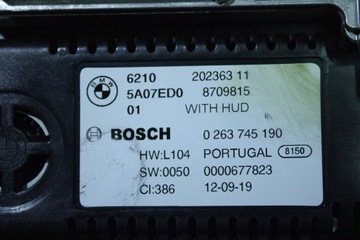 BMW
6210 202363 11
5A07ED0 8709815
01 WITH HUD
BOSCH 0 263 745 190
HW:L104 PORTUGAL 8150
SW:0050 0000677823
CI:386 12-09-19